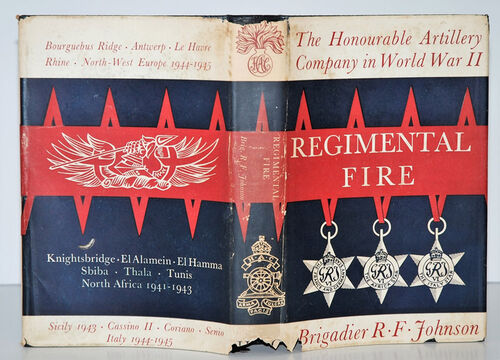 Bourguebus Ridge · Antwerp · Le Havre
Rhine · North-West Europe 1944-1945
Knightsbridge · El Alamein · El Hamma
Sbiba · Thala · Tunis
North Africa 1941-1943
Sicily 1943 · Cassino II · Coriano · Senio
Italy 1944-1945
HAC
REGIMENTAL
FIRE
Brig. R. F. Johnson
H.A.C.
The Honourable Artillery
Company in World War II
REGIMENTAL
FIRE
Brigadier R·F·Johnson